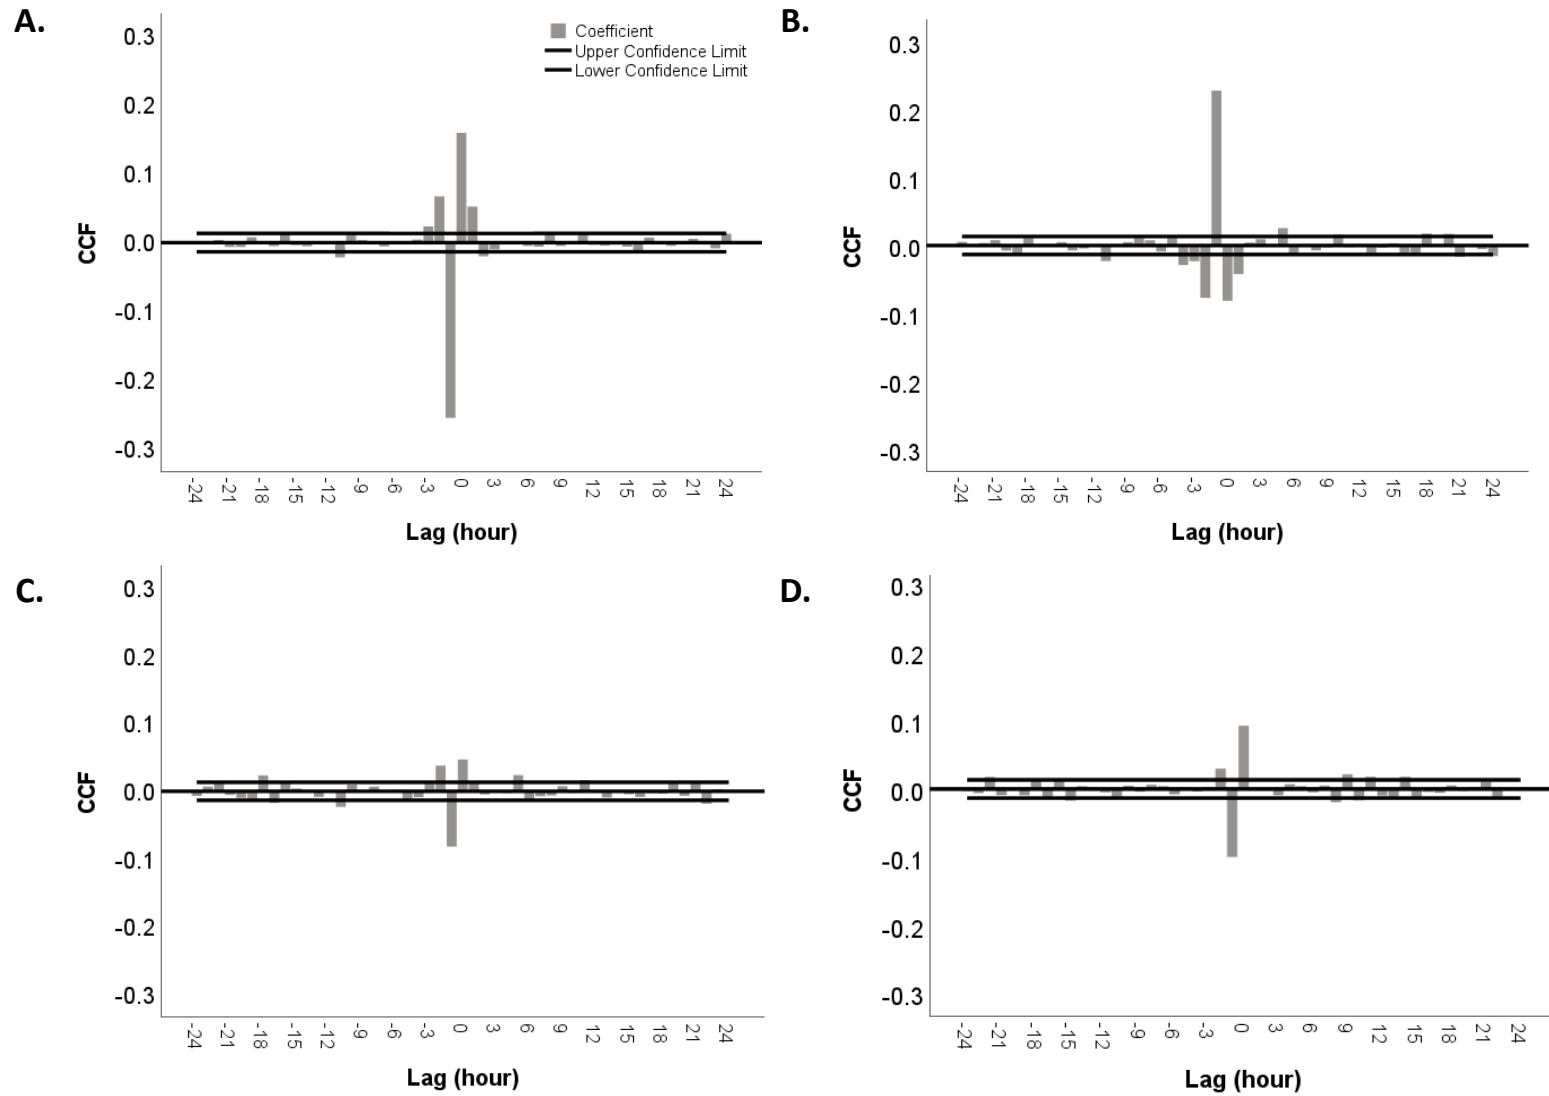 A.
Coefficient
Upper Confidence Limit
Lower Confidence Limit
0.3
0.2
0.1
0.0
-0.1
-0.2
-0.3
CCF
-24 -21 -18 -15 -12 -9 -6 -3 0 3 6 9 12 15 18 21 24
Lag (hour)
B.
0.3
0.2
0.1
0.0
-0.1
-0.2
-0.3
CCF
-24 -21 -18 -15 -12 -9 -6 -3 0 3 6 9 12 15 18 21 24
Lag (hour)
C.
0.3
0.2
0.1
0.0
-0.1
-0.2
-0.3
CCF
-24 -21 -18 -15 -12 -9 -6 -3 0 3 6 9 12 15 18 21 24
Lag (hour)
D.
0.3
0.2
0.1
0.0
-0.1
-0.2
-0.3
CCF
-24 -21 -18 -15 -12 -9 -6 -3 0 3 6 9 12 15 18 21 24
Lag (hour)